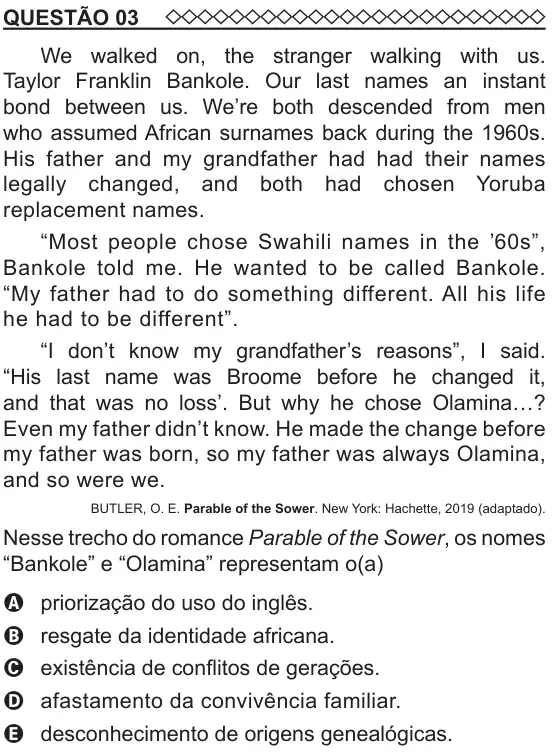 QUESTÃO 03
We walked on, the stranger walking with us.
Taylor Franklin Bankole. Our last names an instant
bond between us. We’re both descended from men
who assumed African surnames back during the 1960s.
His father and my grandfather had had their names
legally changed, and both had chosen Yoruba
replacement names.
“Most people chose Swahili names in the ’60s”,
Bankole told me. He wanted to be called Bankole.
“My father had to do something different. All his life
he had to be different”.
“I don’t know my grandfather’s reasons”, I said.
“His last name was Broome before he changed it,
and that was no loss’. But why he chose Olamina…?
Even my father didn’t know. He made the change before
my father was born, so my father was always Olamina,
and so were we.
BUTLER, O. E. Parable of the Sower. New York: Hachette, 2019 (adaptado).
Nesse trecho do romance Parable of the Sower, os nomes
“Bankole” e “Olamina” representam o(a)
A priorização do uso do inglês.
B resgate da identidade africana.
C existência de conflitos de gerações.
D afastamento da convivência familiar.
E desconhecimento de origens genealógicas.